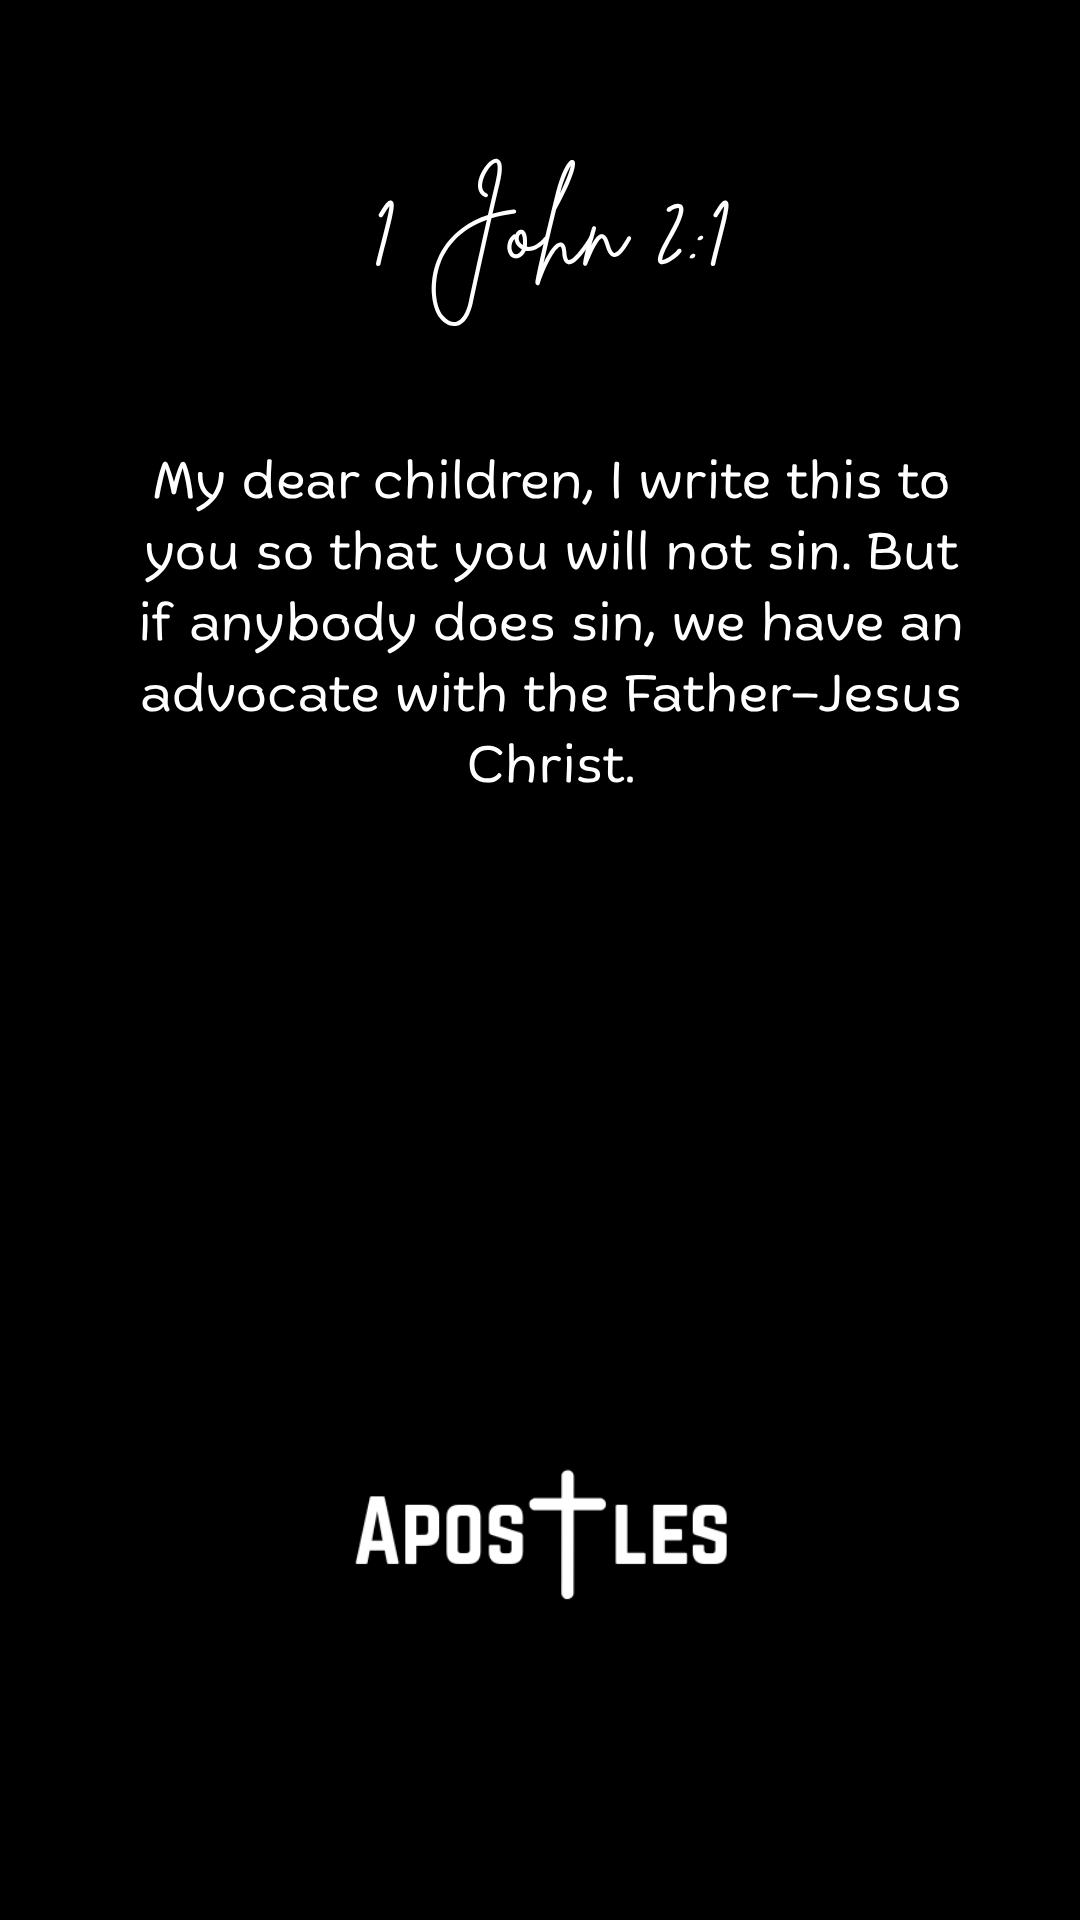 1 John 2:1
My dear children, I write this to
you so that you will not sin. But
if anybody does sin, we have an
advocate with the Father–Jesus
Christ.
APOSTLES